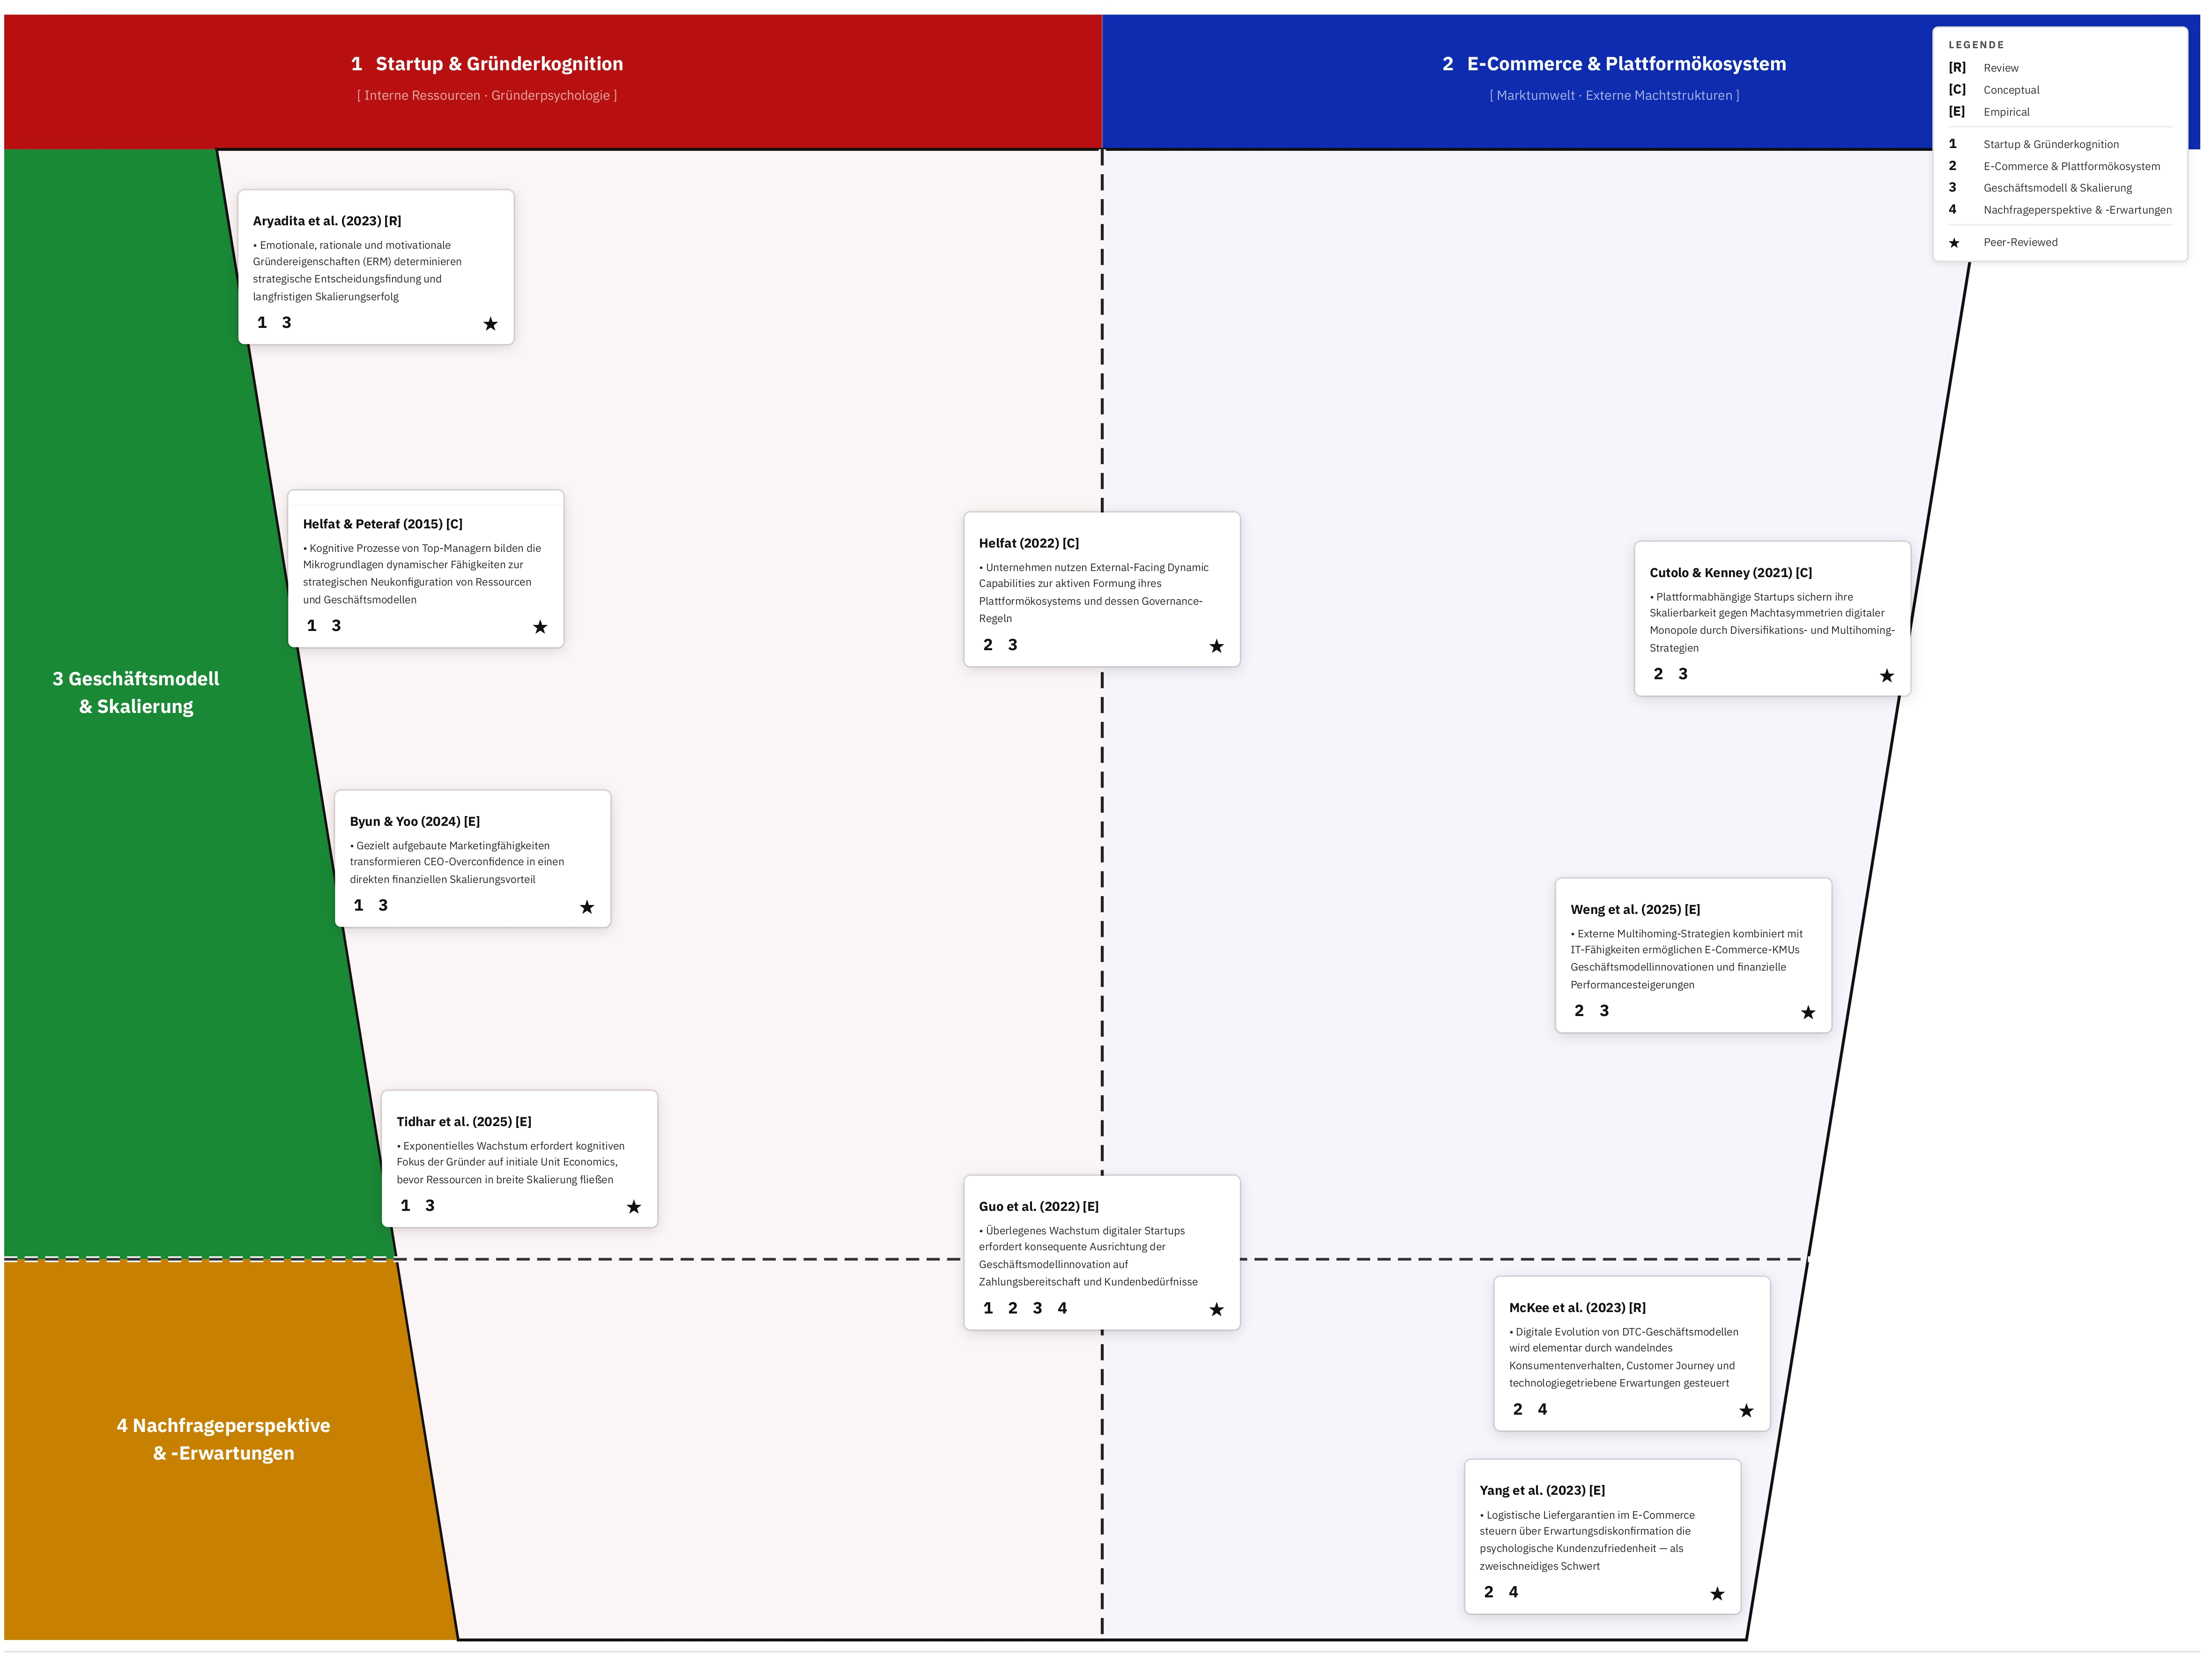 1 Startup & Gründerkognition
[ Interne Ressourcen · Gründerpsychologie ]
2 E-Commerce & Plattformökosystem
[ Marktumwelt · Externe Machtstrukturen ]
LEGENDE
[R] Review
[C] Conceptual
[E] Empirical
1 Startup & Gründerkognition
2 E-Commerce & Plattformökosystem
3 Geschäftsmodell & Skalierung
4 Nachfrageperspektive & -Erwartungen
★ Peer-Reviewed
3 Geschäftsmodell
& Skalierung
4 Nachfrageperspektive
& -Erwartungen
Aryadita et al. (2023) [R]
• Emotionale, rationale und motivationale
Gründereigenschaften (ERM) determinieren
strategische Entscheidungsfindung und
langfristigen Skalierungserfolg
1 3 ★
Helfat & Peteraf (2015) [C]
• Kognitive Prozesse von Top-Managern bilden die
Mikrogrundlagen dynamischer Fähigkeiten zur
strategischen Neukonfiguration von Ressourcen
und Geschäftsmodellen
1 3 ★
Helfat (2022) [C]
• Unternehmen nutzen External-Facing Dynamic
Capabilities zur aktiven Formung ihres
Plattformökosystems und dessen Governance-
Regeln
2 3 ★
Cutolo & Kenney (2021) [C]
• Plattformabhängige Startups sichern ihre
Skalierbarkeit gegen Machtasymmetrien digitaler
Monopole durch Diversifikations- und Multihoming-
Strategien
2 3 ★
Byun & Yoo (2024) [E]
• Gezielt aufgebaute Marketingfähigkeiten
transformieren CEO-Overconfidence in einen
direkten finanziellen Skalierungsvorteil
1 3 ★
Weng et al. (2025) [E]
• Externe Multihoming-Strategien kombiniert mit
IT-Fähigkeiten ermöglichen E-Commerce-KMUs
Geschäftsmodellinnovationen und finanzielle
Performancesteigerungen
2 3 ★
Tidhar et al. (2025) [E]
• Exponentielles Wachstum erfordert kognitiven
Fokus der Gründer auf initiale Unit Economics,
bevor Ressourcen in breite Skalierung fließen
1 3 ★
Guo et al. (2022) [E]
• Überlegenes Wachstum digitaler Startups
erfordert konsequente Ausrichtung der
Geschäftsmodellinnovation auf
Zahlungsbereitschaft und Kundenbedürfnisse
1 2 3 4 ★
McKee et al. (2023) [R]
• Digitale Evolution von DTC-Geschäftsmodellen
wird elementar durch wandelndes
Konsumentenverhalten, Customer Journey und
technologiegetriebene Erwartungen gesteuert
2 4 ★
Yang et al. (2023) [E]
• Logistische Liefergarantien im E-Commerce
steuern über Erwartungsdiskonfirmation die
psychologische Kundenzufriedenheit — als
zweischneidiges Schwert
2 4 ★